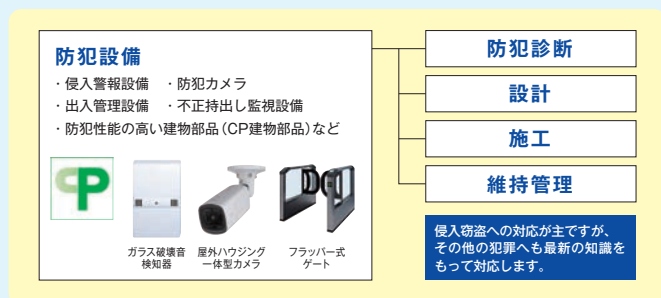 防犯設備
・侵入警報設備 ・防犯カメラ
・出入管理設備 ・不正持出し監視設備
・防犯性能の高い建物部品(CP建物部品)など
CP
ガラス破壊音
検知器
屋外ハウジング
一体型カメラ
フラッパー式
ゲート
防犯診断
設計
施工
維持管理
侵入窃盗への対応が主ですが、
その他の犯罪へも最新の知識を
もって対応します。